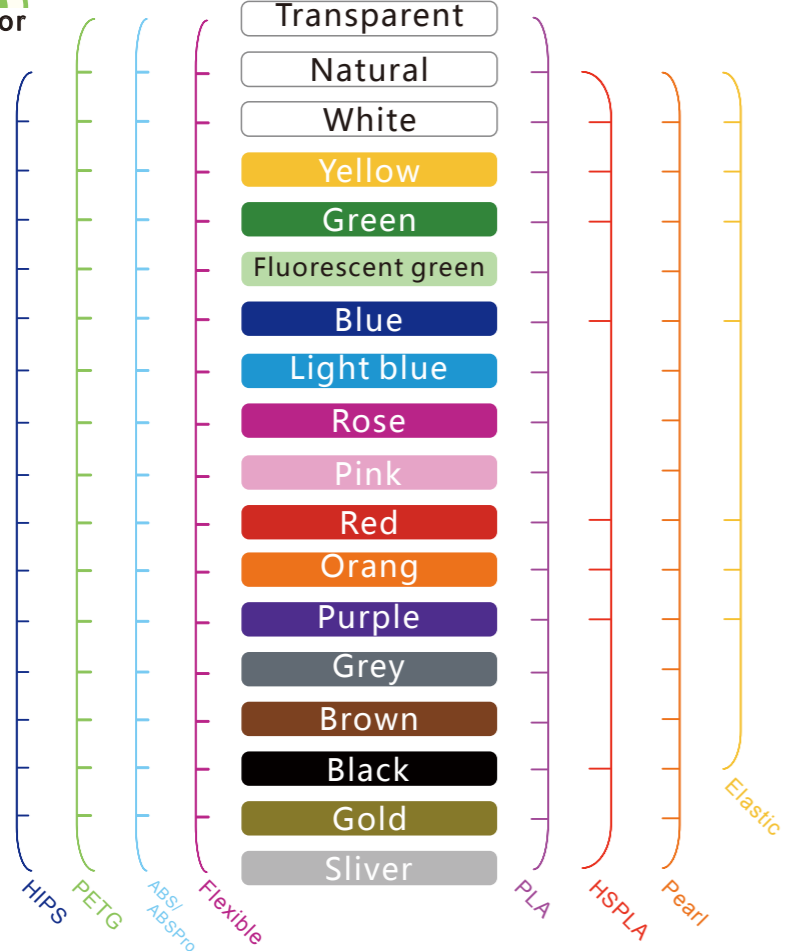 or
Transparent
Natural
White
Yellow
Green
Fluorescent green
Blue
Light blue
Rose
Pink
Red
Orang
Purple
Grey
Brown
Black
Gold
Sliver
HIPS
PETG
ABS/
ABSPro
Flexible
PLA
HSPLA
Pearl
Elastic